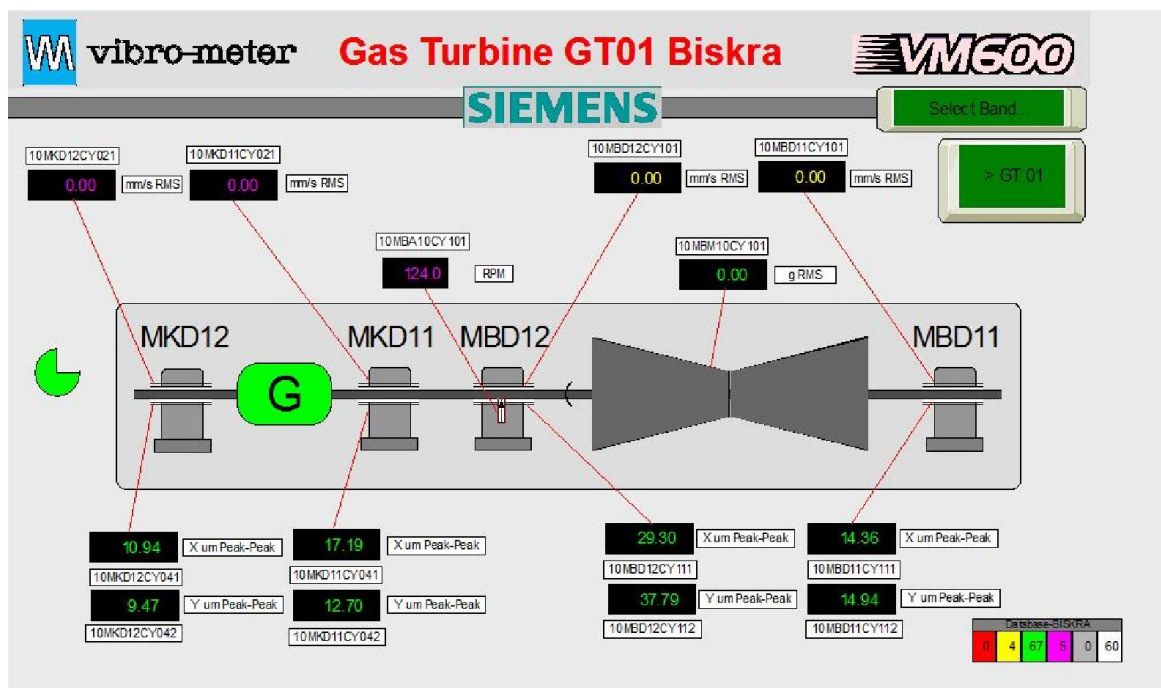 vibro-meter Gas Turbine GT01 Biskra VM600
SIEMENS
Select Band...
> GT 01
10MKD12CY021
0.00 mm/s RMS
10MKD11CY021
0.00 mm/s RMS
10MBD12CY101
0.00 mm/s RMS
10MBD11CY101
0.00 mm/s RMS
10MBA10CY101
124.0 RPM
10MBM10CY101
0.00 g RMS
MKD12 MKD11 MBD12 MBD11
G
10.94 X um Peak-Peak
10MKD12CY041
9.47 Y um Peak-Peak
10MKD12CY042
17.19 X um Peak-Peak
10MKD11CY041
12.70 Y um Peak-Peak
10MKD11CY042
29.30 X um Peak-Peak
10MBD12CY111
37.79 Y um Peak-Peak
10MBD12CY112
14.36 X um Peak-Peak
10MBD11CY111
14.94 Y um Peak-Peak
10MBD11CY112
Database-BISKRA
0 4 67 5 0 60